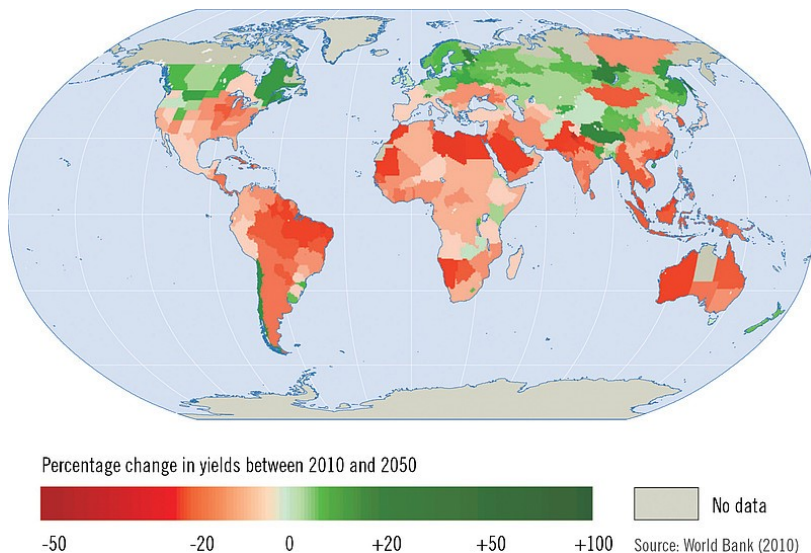 Percentage change in yields between 2010 and 2050
No data
-50 -20 0 +20 +50 +100
Source: World Bank (2010)